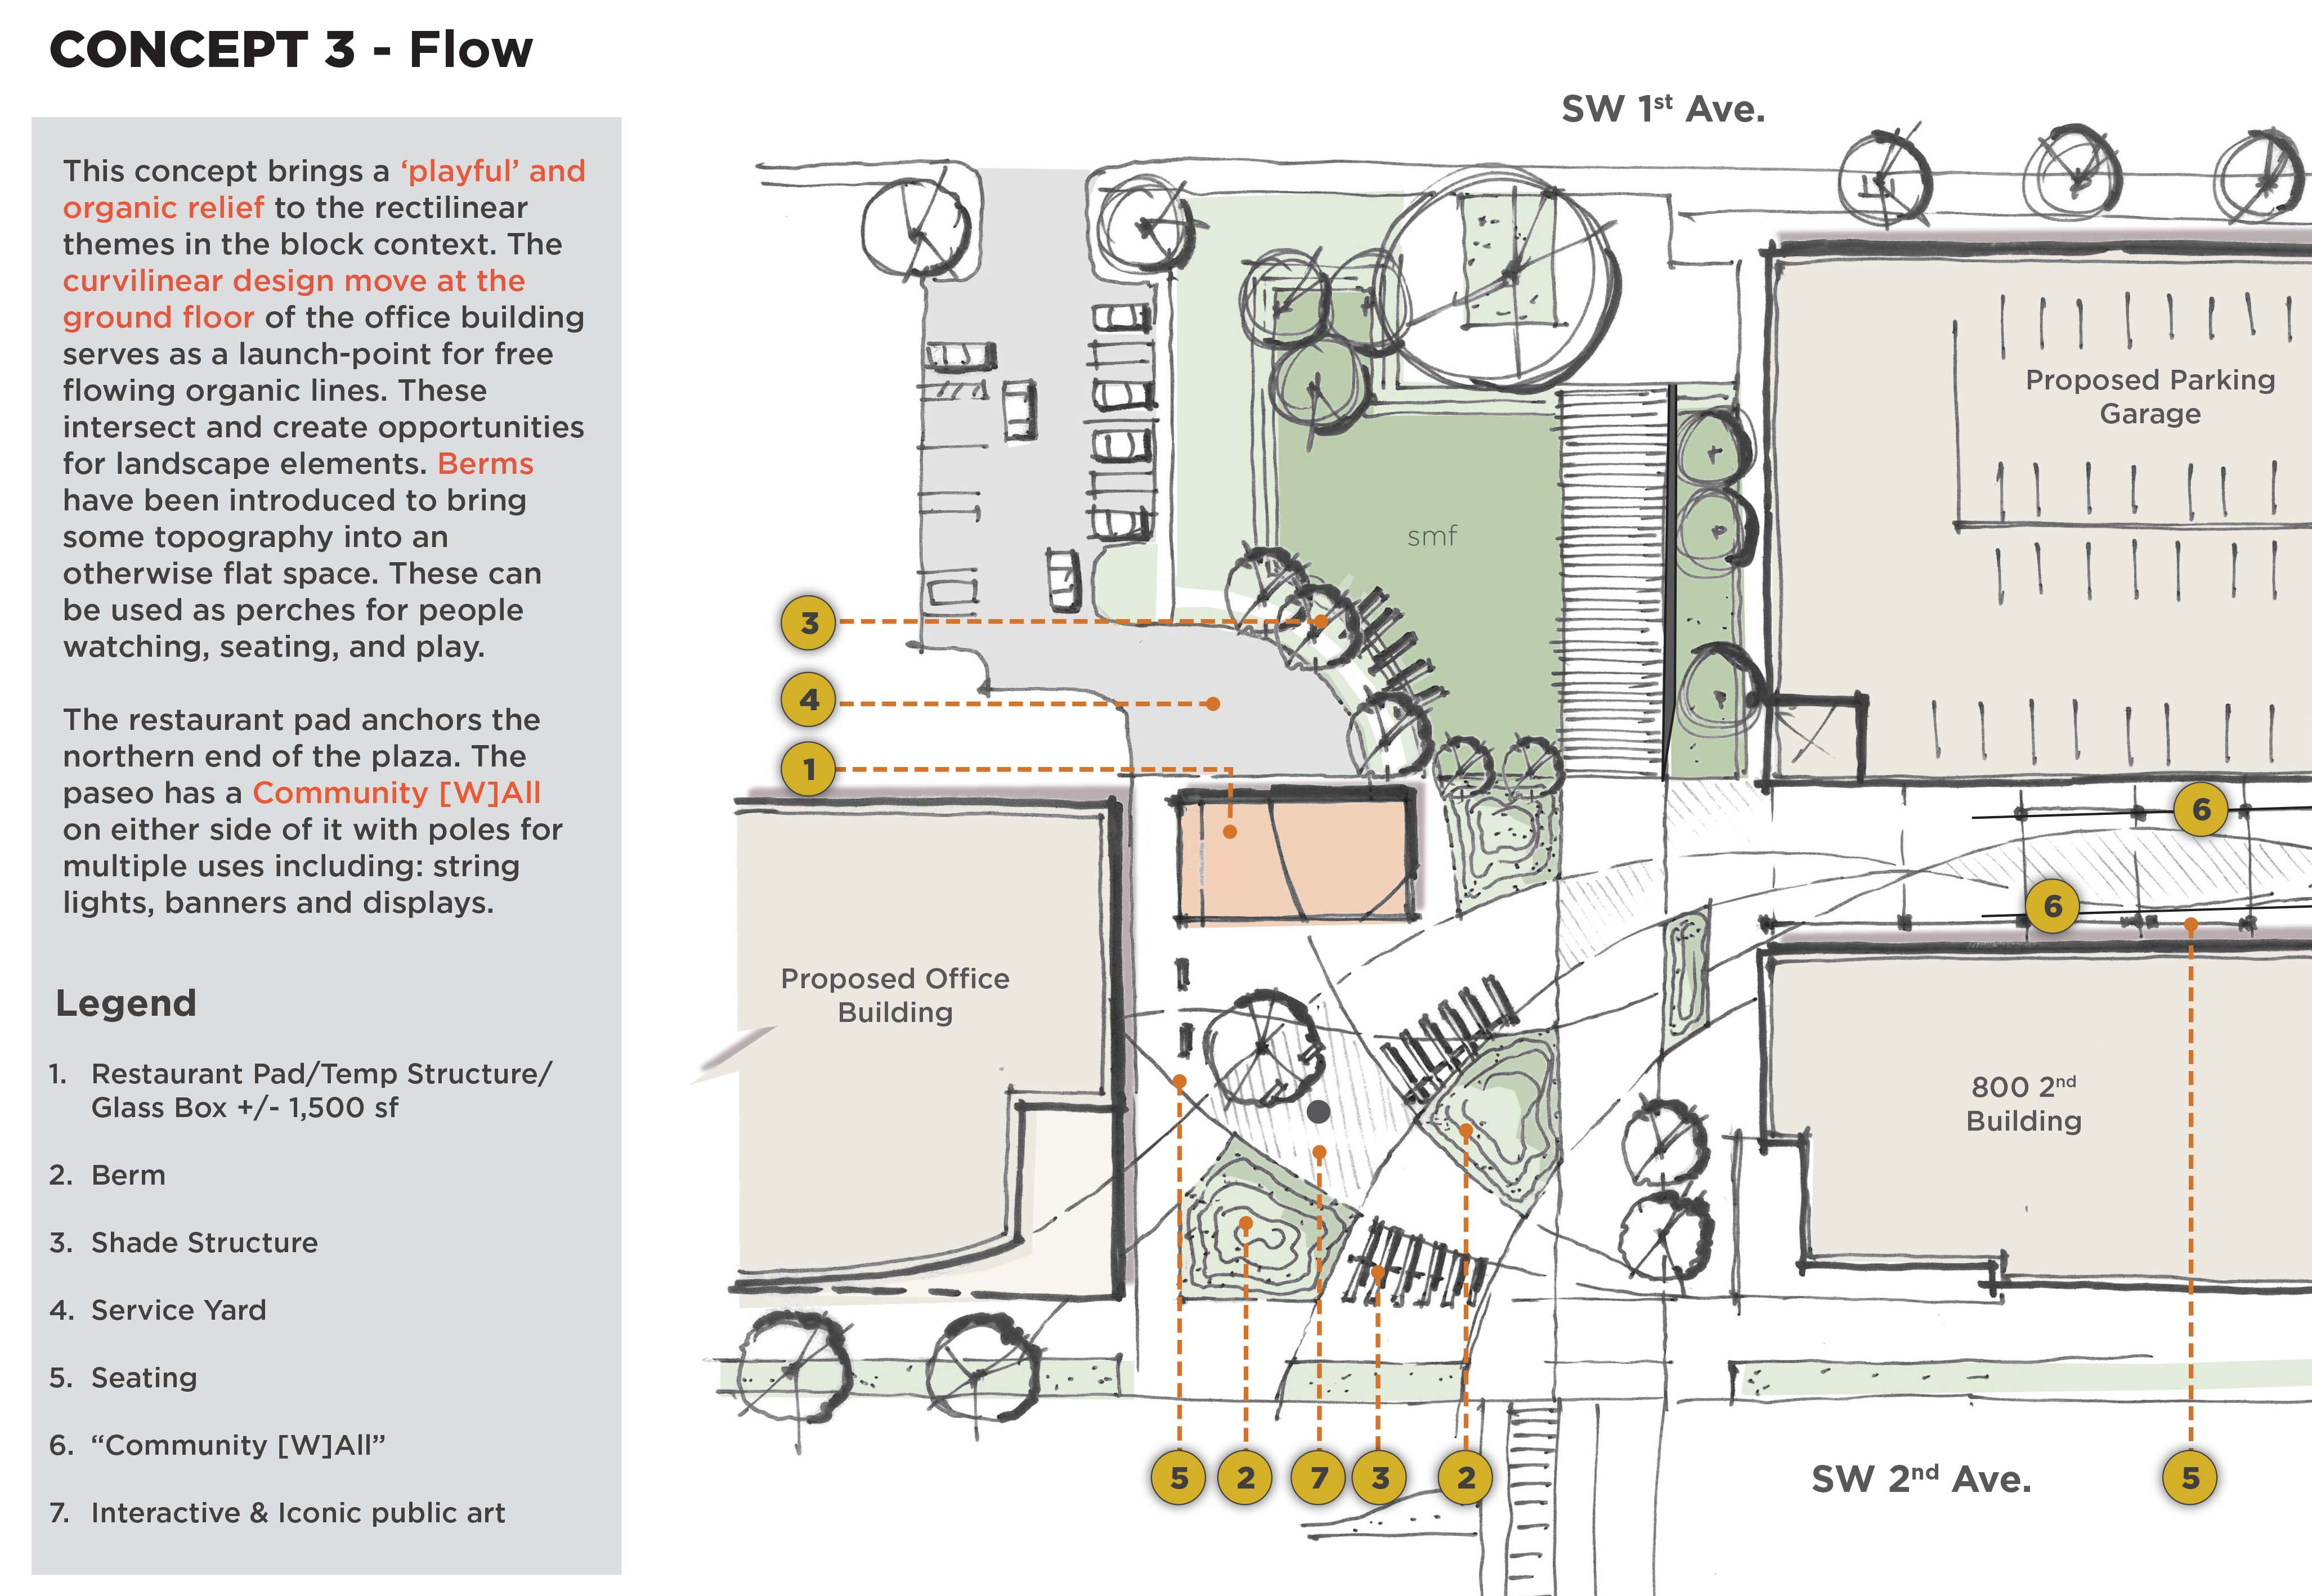 CONCEPT 3 - Flow
This concept brings a ‘playful’ and
organic relief to the rectilinear
themes in the block context. The
curvilinear design move at the
ground floor of the office building
serves as a launch-point for free
flowing organic lines. These
intersect and create opportunities
for landscape elements. Berms
have been introduced to bring
some topography into an
otherwise flat space. These can
be used as perches for people
watching, seating, and play.
The restaurant pad anchors the
northern end of the plaza. The
paseo has a Community [W]All
on either side of it with poles for
multiple uses including: string
lights, banners and displays.
Legend
1. Restaurant Pad/Temp Structure/
Glass Box +/- 1,500 sf
2. Berm
3. Shade Structure
4. Service Yard
5. Seating
6. “Community [W]All”
7. Interactive & Iconic public art
SW 1st Ave.
Proposed Parking
Garage
smf
3
4
1
6
6
Proposed Office
Building
800 2nd
Building
5
2
7
3
2
SW 2nd Ave.
5